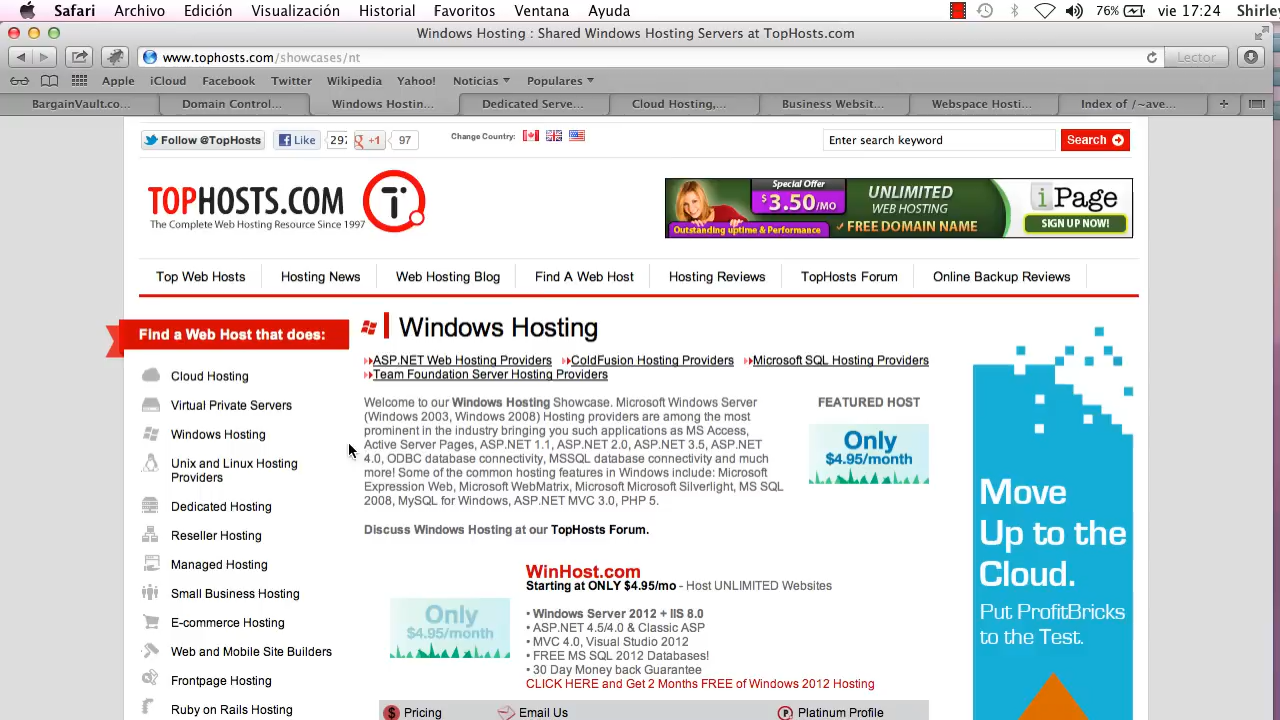 Safari Archivo Edición Visualización Historial Favoritos Ventana Ayuda 76% vie 17:24 Shirle
Windows Hosting : Shared Windows Hosting Servers at TopHosts.com
www.tophosts.com/showcases/nt Lector
Apple iCloud Facebook Twitter Wikipedia Yahoo! Noticias Populares
BargainVault.co... Domain Control... Windows Hostin... Dedicated Serve... Cloud Hosting,... Business Websit... Webspace Hosti... Index of /~ave...
Follow @TopHosts Like 297 g +1 97 Change Country: Enter search keyword Search
TOPHOSTS.COM
The Complete Web Hosting Resource Since 1997
Special Offer
$3.50/MO
Outstanding uptime & Performance
UNLIMITED
WEB HOSTING
✓ FREE DOMAIN NAME
iPage
SIGN UP NOW!
Top Web Hosts Hosting News Web Hosting Blog Find A Web Host Hosting Reviews TopHosts Forum Online Backup Reviews
Find a Web Host that does:
Cloud Hosting
Virtual Private Servers
Windows Hosting
Unix and Linux Hosting
Providers
Dedicated Hosting
Reseller Hosting
Managed Hosting
Small Business Hosting
E-commerce Hosting
Web and Mobile Site Builders
Frontpage Hosting
Ruby on Rails Hosting
Windows Hosting
ASP.NET Web Hosting Providers ColdFusion Hosting Providers Microsoft SQL Hosting Providers
Team Foundation Server Hosting Providers
Welcome to our Windows Hosting Showcase. Microsoft Windows Server
(Windows 2003, Windows 2008) Hosting providers are among the most
prominent in the industry bringing you such applications as MS Access,
Active Server Pages, ASP.NET 1.1, ASP.NET 2.0, ASP.NET 3.5, ASP.NET
4.0, ODBC database connectivity, MSSQL database connectivity and much
more! Some of the common hosting features in Windows include: Microsoft
Expression Web, Microsoft WebMatrix, Microsoft Microsoft Silverlight, MS SQL
2008, MySQL for Windows, ASP.NET MVC 3.0, PHP 5.
Discuss Windows Hosting at our TopHosts Forum.
FEATURED HOST
Only
$4.95/month
Only
$4.95/month
WinHost.com
Starting at ONLY $4.95/mo - Host UNLIMITED Websites
• Windows Server 2012 + IIS 8.0
• ASP.NET 4.5/4.0 & Classic ASP
• MVC 4.0, Visual Studio 2012
• FREE MS SQL 2012 Databases!
• 30 Day Money back Guarantee
CLICK HERE and Get 2 Months FREE of Windows 2012 Hosting
Pricing Email Us Platinum Profile
Move
Up to the
Cloud.
Put ProfitBricks
to the Test.